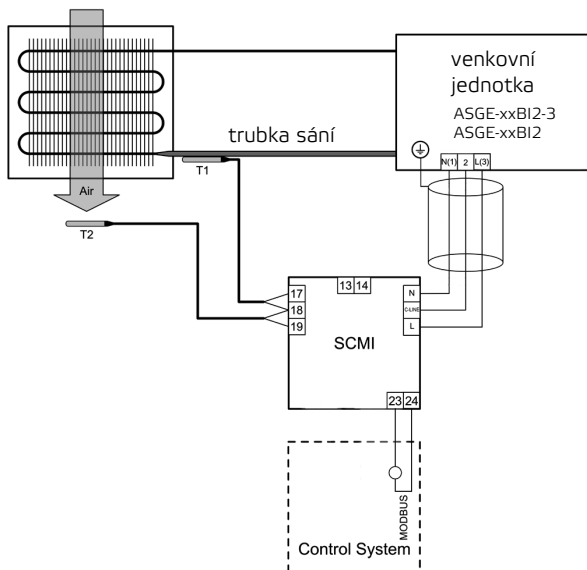 venkovní
jednotka
ASGE-xxBI2-3
ASGE-xxBI2
N(1) 2 L(3)
trubka sání
T1
Air
T2
13 14
17
18
19
N
C-LINE
L
SCMI
23 24
MODBUS
Control System